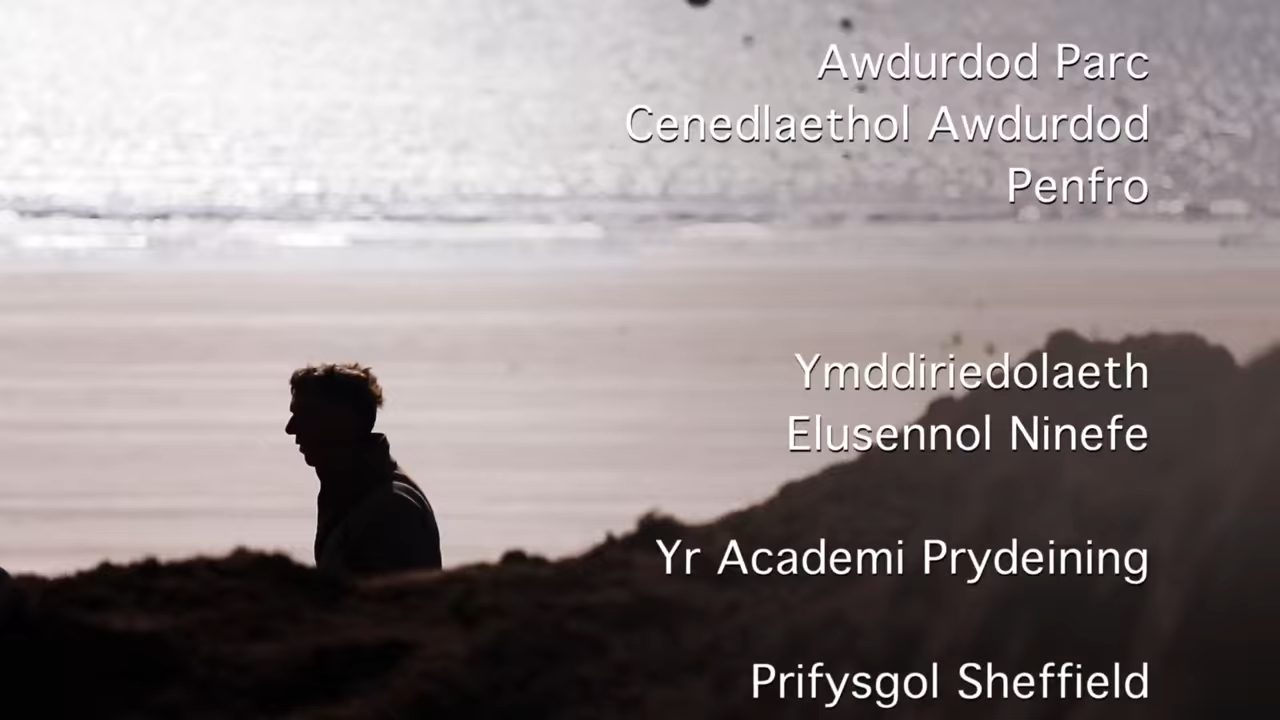 Awdurdod Parc
Cenedlaethol Awdurdod
Penfro
Ymddiriedolaeth
Elusennol Ninefe
Yr Academi Prydeining
Prifysgol Sheffield